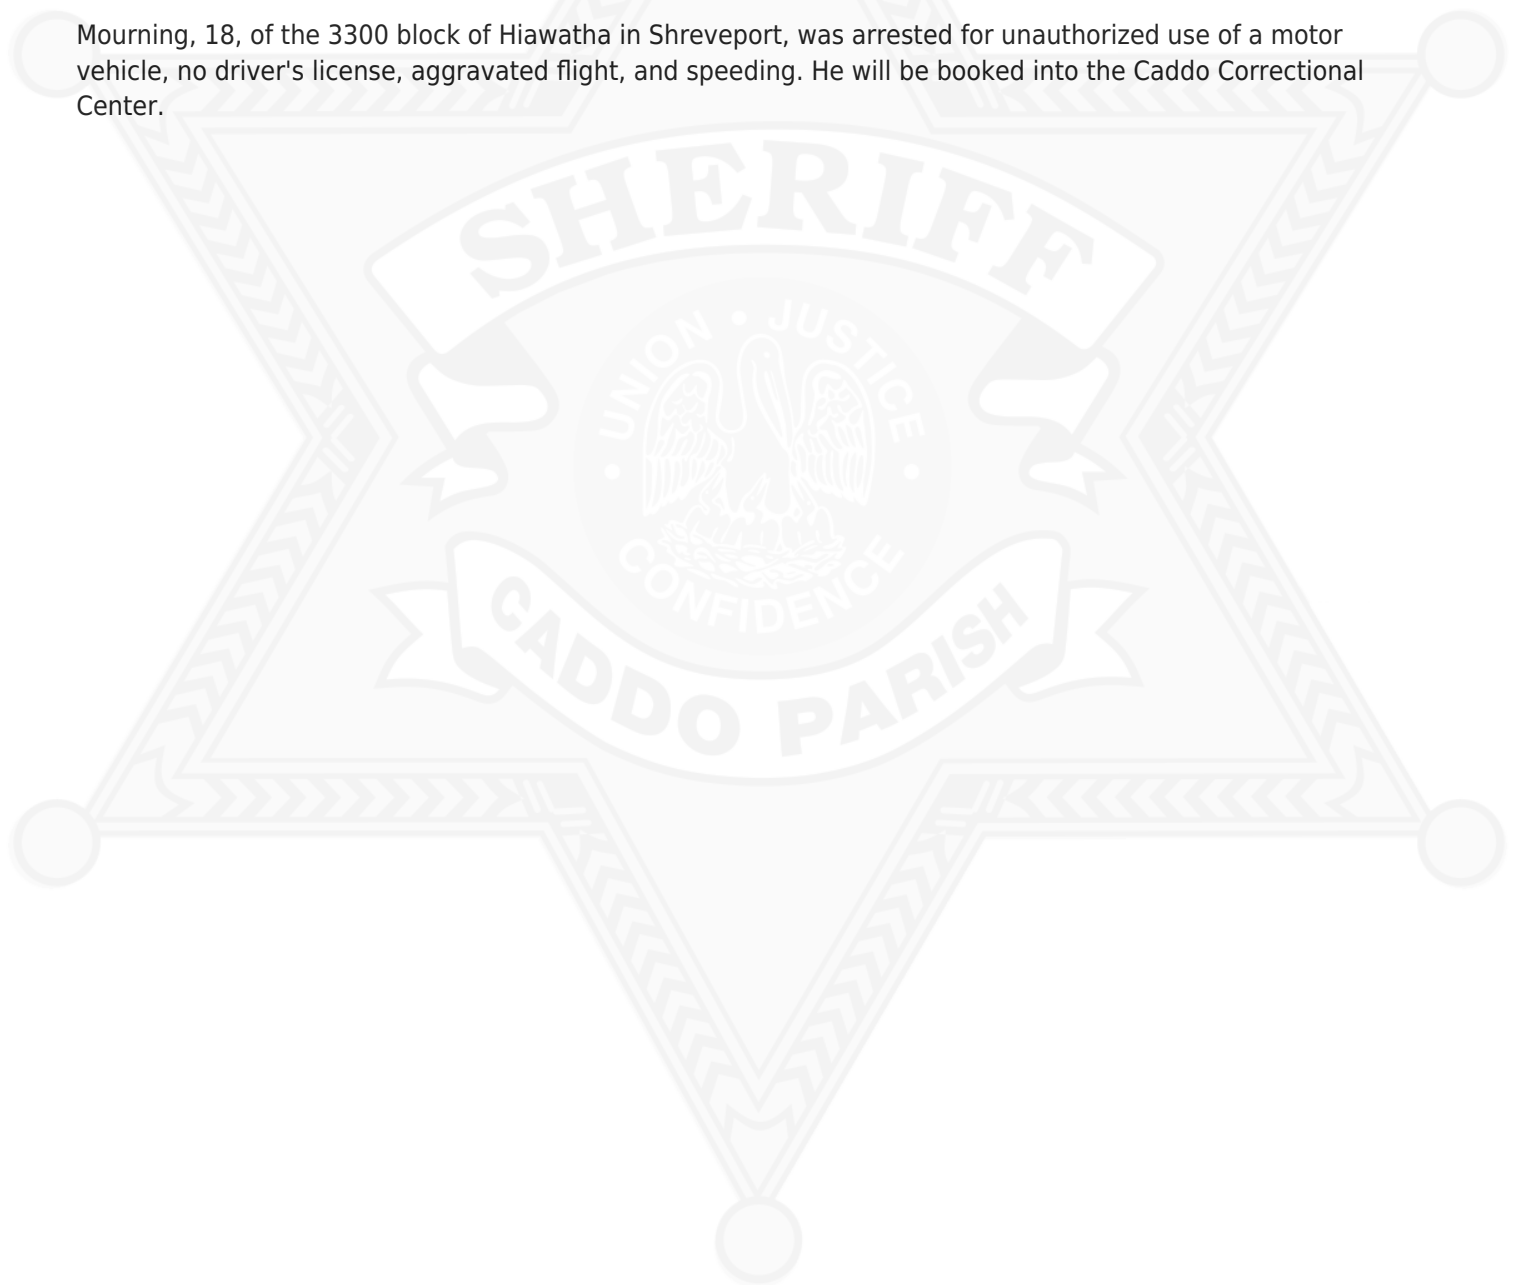 Mourning, 18, of the 3300 block of Hiawatha in Shreveport, was arrested for unauthorized use of a motor
vehicle, no driver's license, aggravated flight, and speeding. He will be booked into the Caddo Correctional
Center.
SHERIFF
UNION • JUSTICE
• CONFIDENCE •
CADDO PARISH